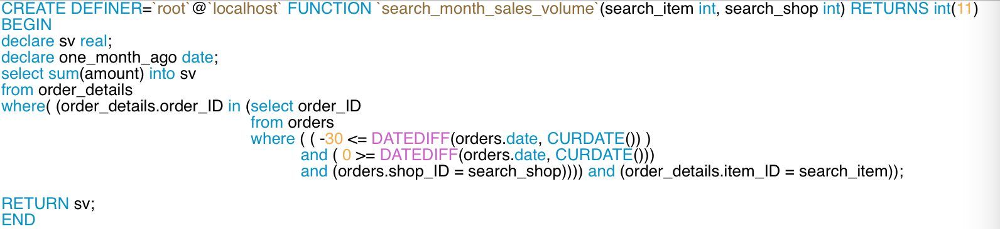 CREATE DEFINER=`root`@`localhost` FUNCTION `search_month_sales_volume`(search_item int, search_shop int) RETURNS int(11)
BEGIN
declare sv real;
declare one_month_ago date;
select sum(amount) into sv
from order_details
where( (order_details.order_ID in (select order_ID
from orders
where ( ( -30 <= DATEDIFF(orders.date, CURDATE()) )
and ( 0 >= DATEDIFF(orders.date, CURDATE()))
and (orders.shop_ID = search_shop)))) and (order_details.item_ID = search_item));
RETURN sv;
END